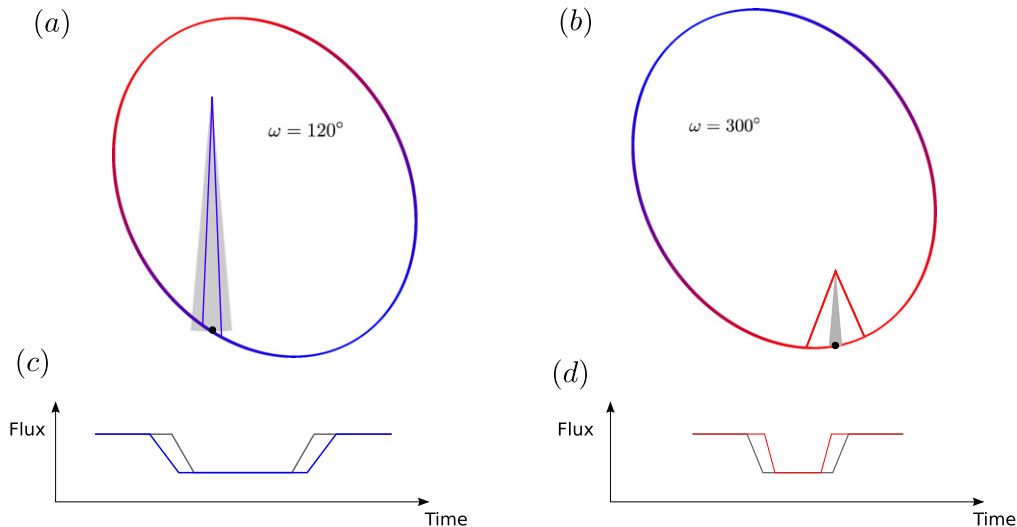 (a)
(b)
ω = 120°
ω = 300°
(c)
(d)
Flux
Flux
Time
Time